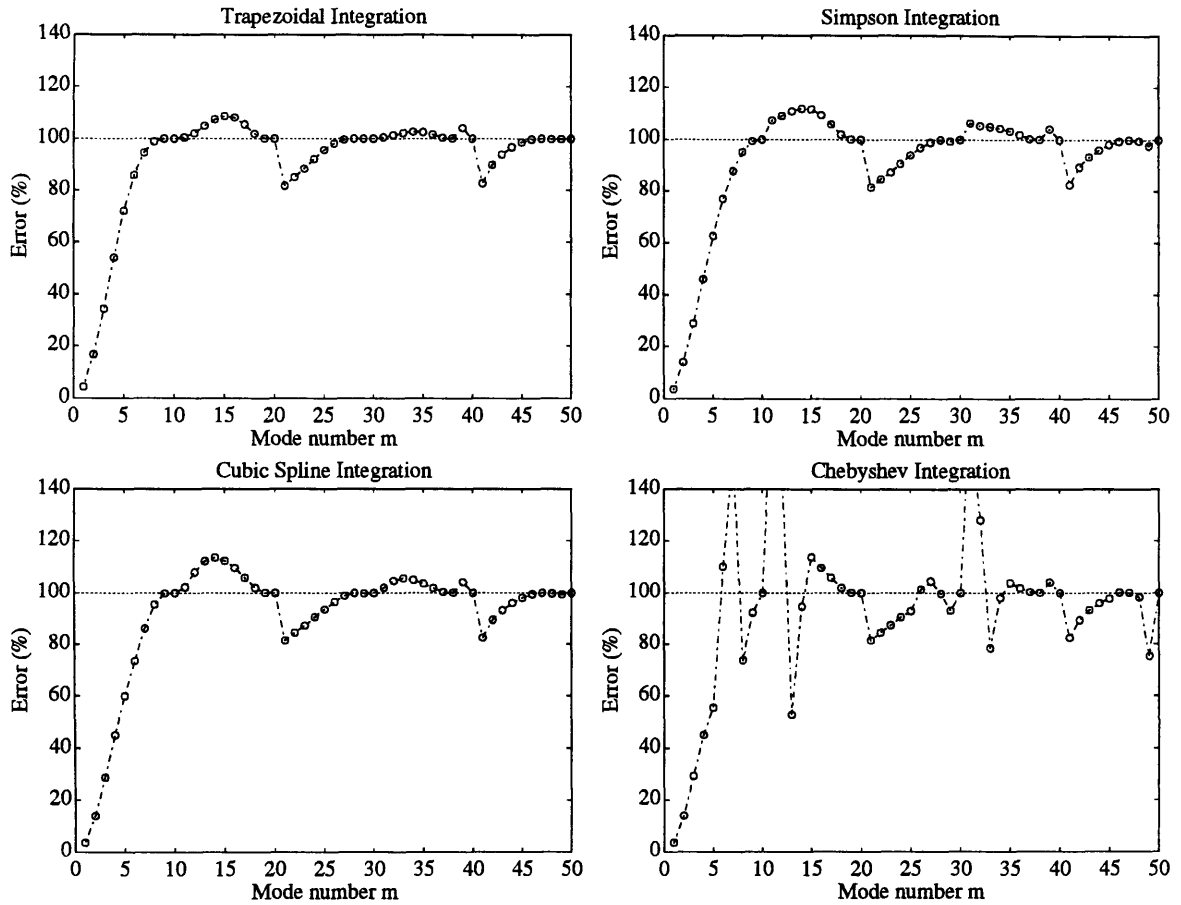 Trapezoidal Integration
Error (%)
140
120
100
80
60
40
20
0
0 5 10 15 20 25 30 35 40 45 50
Mode number m
Simpson Integration
Error (%)
140
120
100
80
60
40
20
0
0 5 10 15 20 25 30 35 40 45 50
Mode number m
Cubic Spline Integration
Error (%)
140
120
100
80
60
40
20
0
0 5 10 15 20 25 30 35 40 45 50
Mode number m
Chebyshev Integration
Error (%)
140
120
100
80
60
40
20
0
0 5 10 15 20 25 30 35 40 45 50
Mode number m